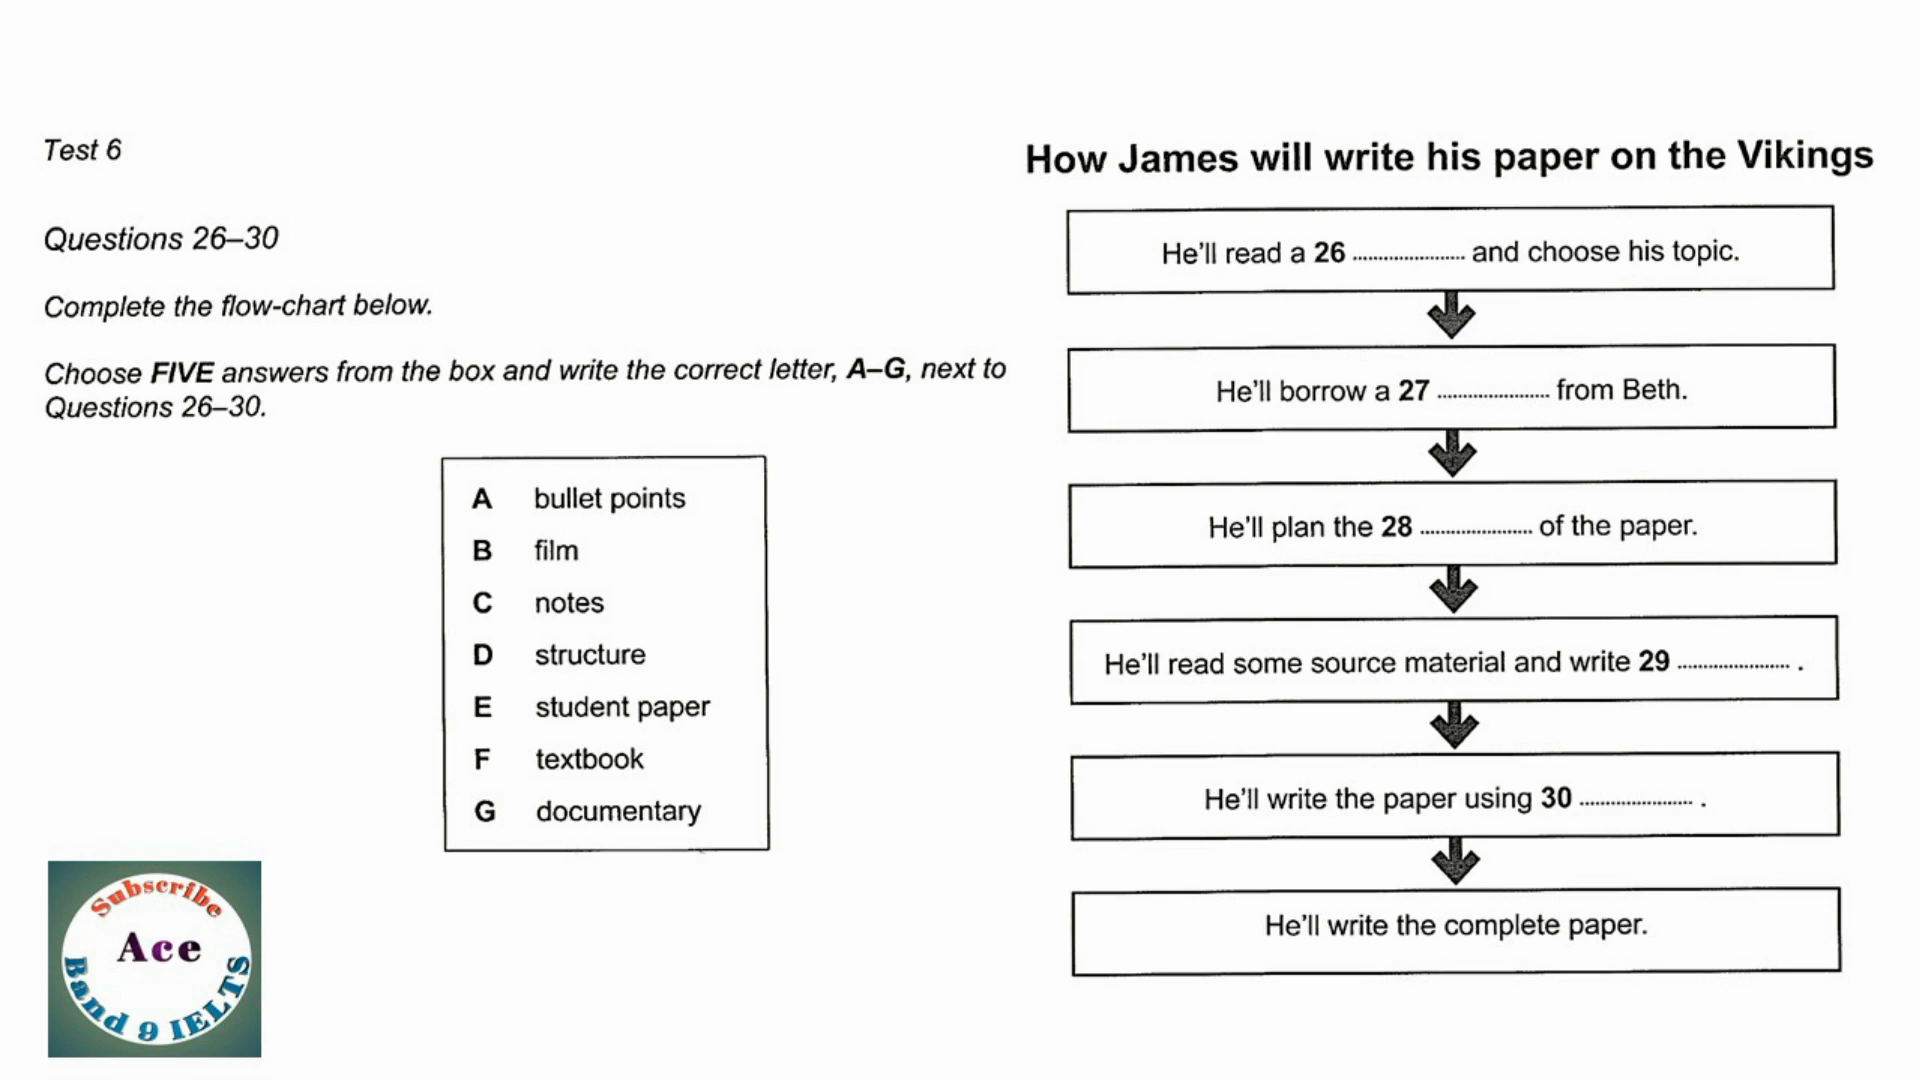 Test 6
Questions 26–30
Complete the flow-chart below.
Choose FIVE answers from the box and write the correct letter, A–G, next to
Questions 26–30.
A bullet points
B film
C notes
D structure
E student paper
F textbook
G documentary
Subscribe
Ace
Band 9 IELTS
How James will write his paper on the Vikings
He'll read a 26 ........................ and choose his topic.
He'll borrow a 27 ........................ from Beth.
He'll plan the 28 ........................ of the paper.
He'll read some source material and write 29 ........................ .
He'll write the paper using 30 ........................ .
He'll write the complete paper.